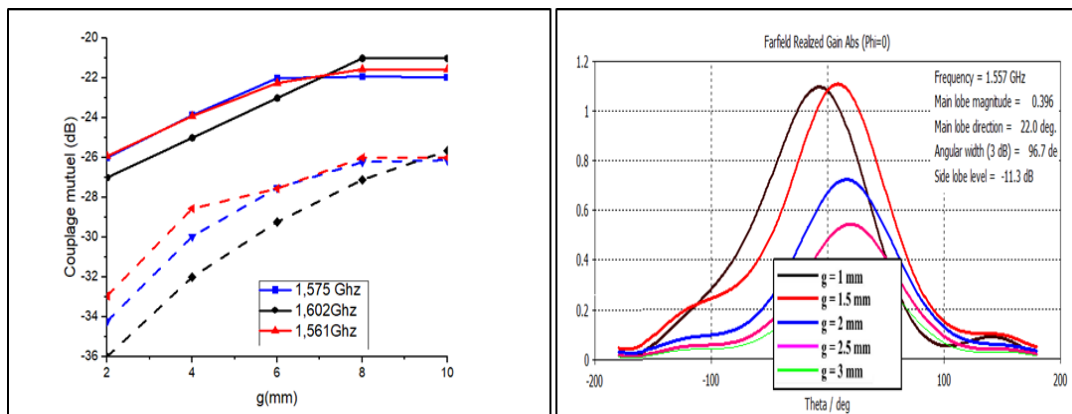 -20
-22
-24
-26
-28
-30
-32
-34
-36
Couplage mutuel (dB)
1,575 Ghz
1,602Ghz
1,561Ghz
2
4
6
8
10
g(mm)
Farfield Realzed Gain Abs (Phi=0)
1.2
1
0.8
0.6
0.4
0.2
0
Frequency = 1.557 GHz
Main lobe magnitude = 0.396
Main lobe direction = 22.0 deg.
Angular width (3 dB) = 96.7 de
Side lobe level = -11.3 dB
g = 1 mm
g = 1.5 mm
g = 2 mm
g = 2.5 mm
g = 3 mm
-200
-100
100
200
Theta / deg